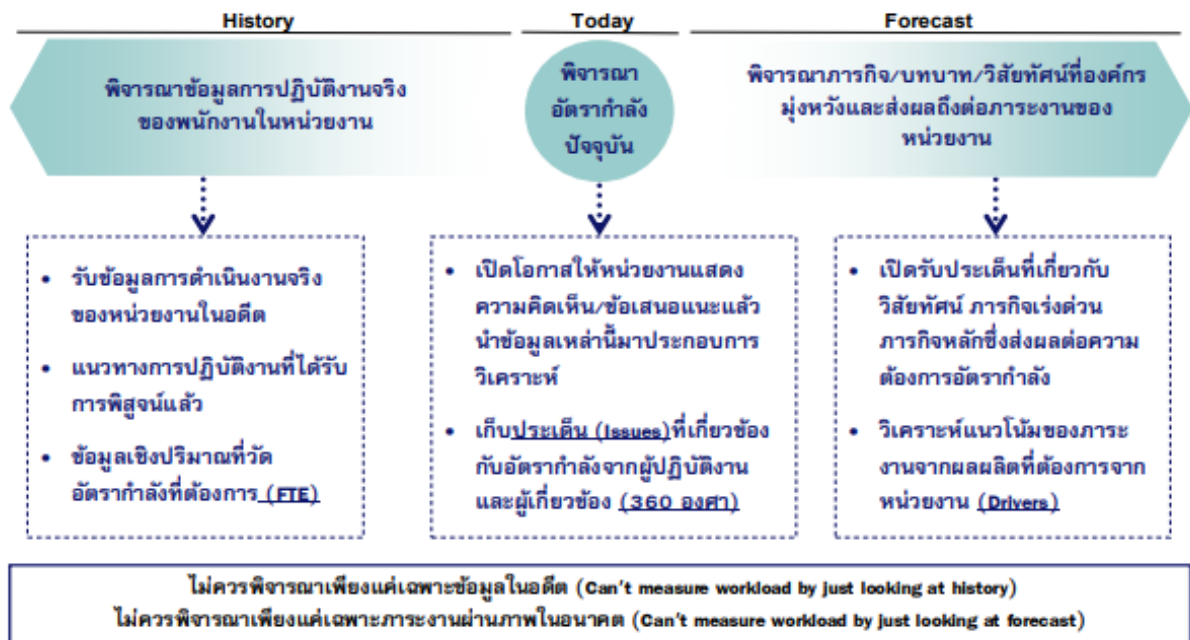 History
Today
Forecast
พิจารณาข้อมูลการปฏิบัติงานจริง
ของพนักงานในหน่วยงาน
พิจารณา
อัตรากำลัง
ปัจจุบัน
พิจารณาภารกิจ/บทบาท/วิสัยทัศน์ที่องค์กร
มุ่งหวังและส่งผลถึงต่อภาระงานของ
หน่วยงาน
• รับข้อมูลการดำเนินงานจริง
ของหน่วยงานในอดีต
• แนวทางการปฏิบัติงานที่ได้รับ
การพิสูจน์แล้ว
• ข้อมูลเชิงปริมาณที่วัด
อัตรากำลังที่ต้องการ (FTE)
• เปิดโอกาสให้หน่วยงานแสดง
ความคิดเห็น/ข้อเสนอแนะแล้ว
นำข้อมูลเหล่านี้มาประกอบการ
วิเคราะห์
• เก็บประเด็น (Issues)ที่เกี่ยวข้อง
กับอัตรากำลังจากผู้ปฏิบัติงาน
และผู้เกี่ยวข้อง (360 องศา)
• เปิดรับประเด็นที่เกี่ยวกับ
วิสัยทัศน์ ภารกิจเร่งด่วน
ภารกิจหลักซึ่งส่งผลต่อความ
ต้องการอัตรากำลัง
• วิเคราะห์แนวโน้มของภาระ
งานจากผลผลิตที่ต้องการจาก
หน่วยงาน (Drivers)
ไม่ควรพิจารณาเพียงแค่เฉพาะข้อมูลในอดีต (Can't measure workload by just looking at history)
ไม่ควรพิจารณาเพียงแค่เฉพาะภาระงานผ่านภาพในอนาคต (Can't measure workload by just looking at forecast)